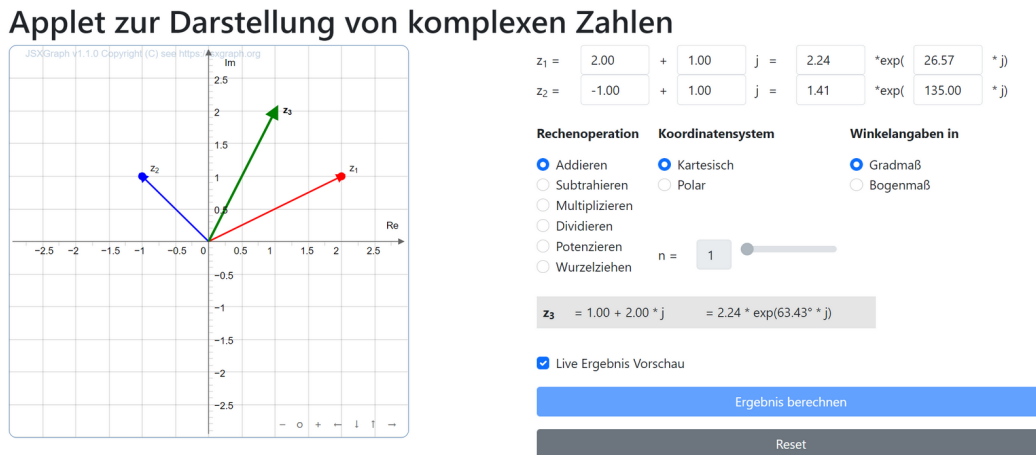 Applet zur Darstellung von komplexen Zahlen
JSXGraph v1.1.0 Copyright (C) see https://jsxgraph.org
Im
2.5
2
1.5
1
0.5
-0.5
-1
-1.5
-2
-2.5
-2.5 -2 -1.5 -1 -0.5 0 0.5 1 1.5 2 2.5
Re
z₃
z₂
z₁
− o + ← ↓ ↑ →
z₁ = 2.00 + 1.00 j = 2.24 *exp( 26.57 * j)
z₂ = -1.00 + 1.00 j = 1.41 *exp( 135.00 * j)
Rechenoperation Koordinatensystem Winkelangaben in
Addieren Kartesisch Gradmaß
Subtrahieren Polar Bogenmaß
Multiplizieren
Dividieren
Potenzieren
Wurzelziehen
n = 1
z₃ = 1.00 + 2.00 * j = 2.24 * exp(63.43° * j)
Live Ergebnis Vorschau
Ergebnis berechnen
Reset